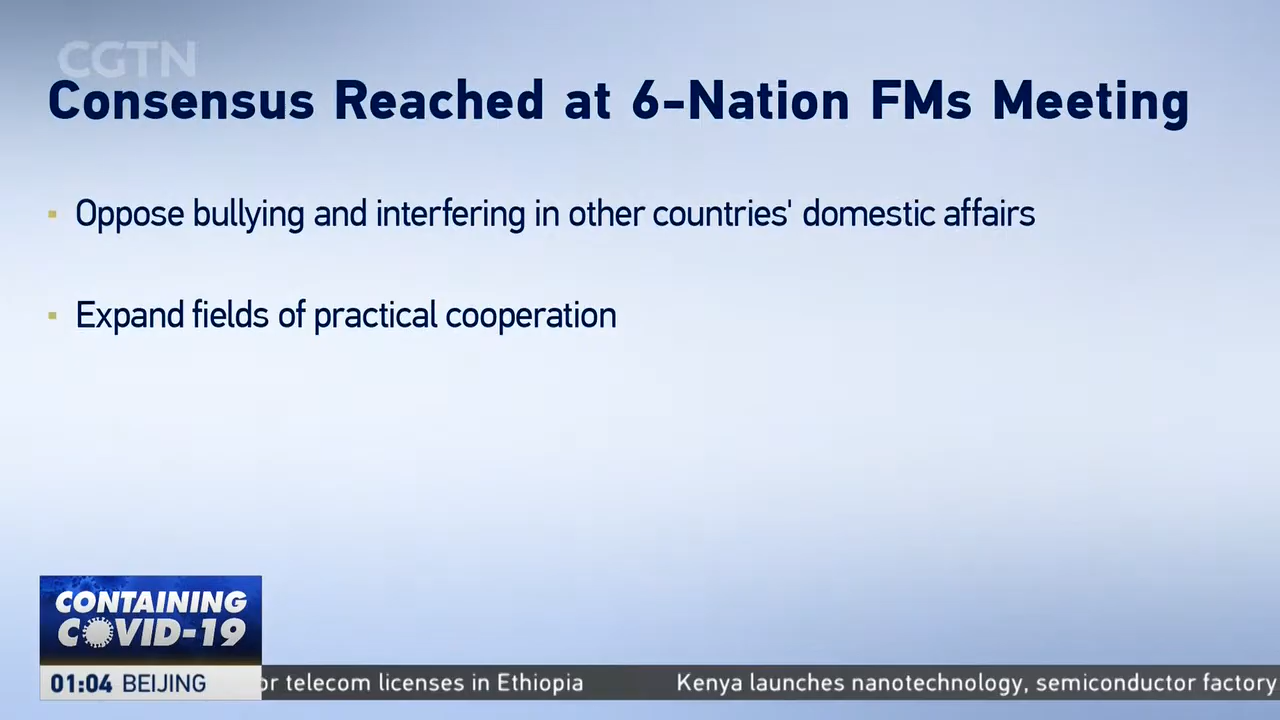 CGTN
Consensus Reached at 6-Nation FMs Meeting
▪ Oppose bullying and interfering in other countries' domestic affairs
▪ Expand fields of practical cooperation
CONTAINING
COVID-19
01:04 BEIJING
or telecom licenses in Ethiopia Kenya launches nanotechnology, semiconductor factory